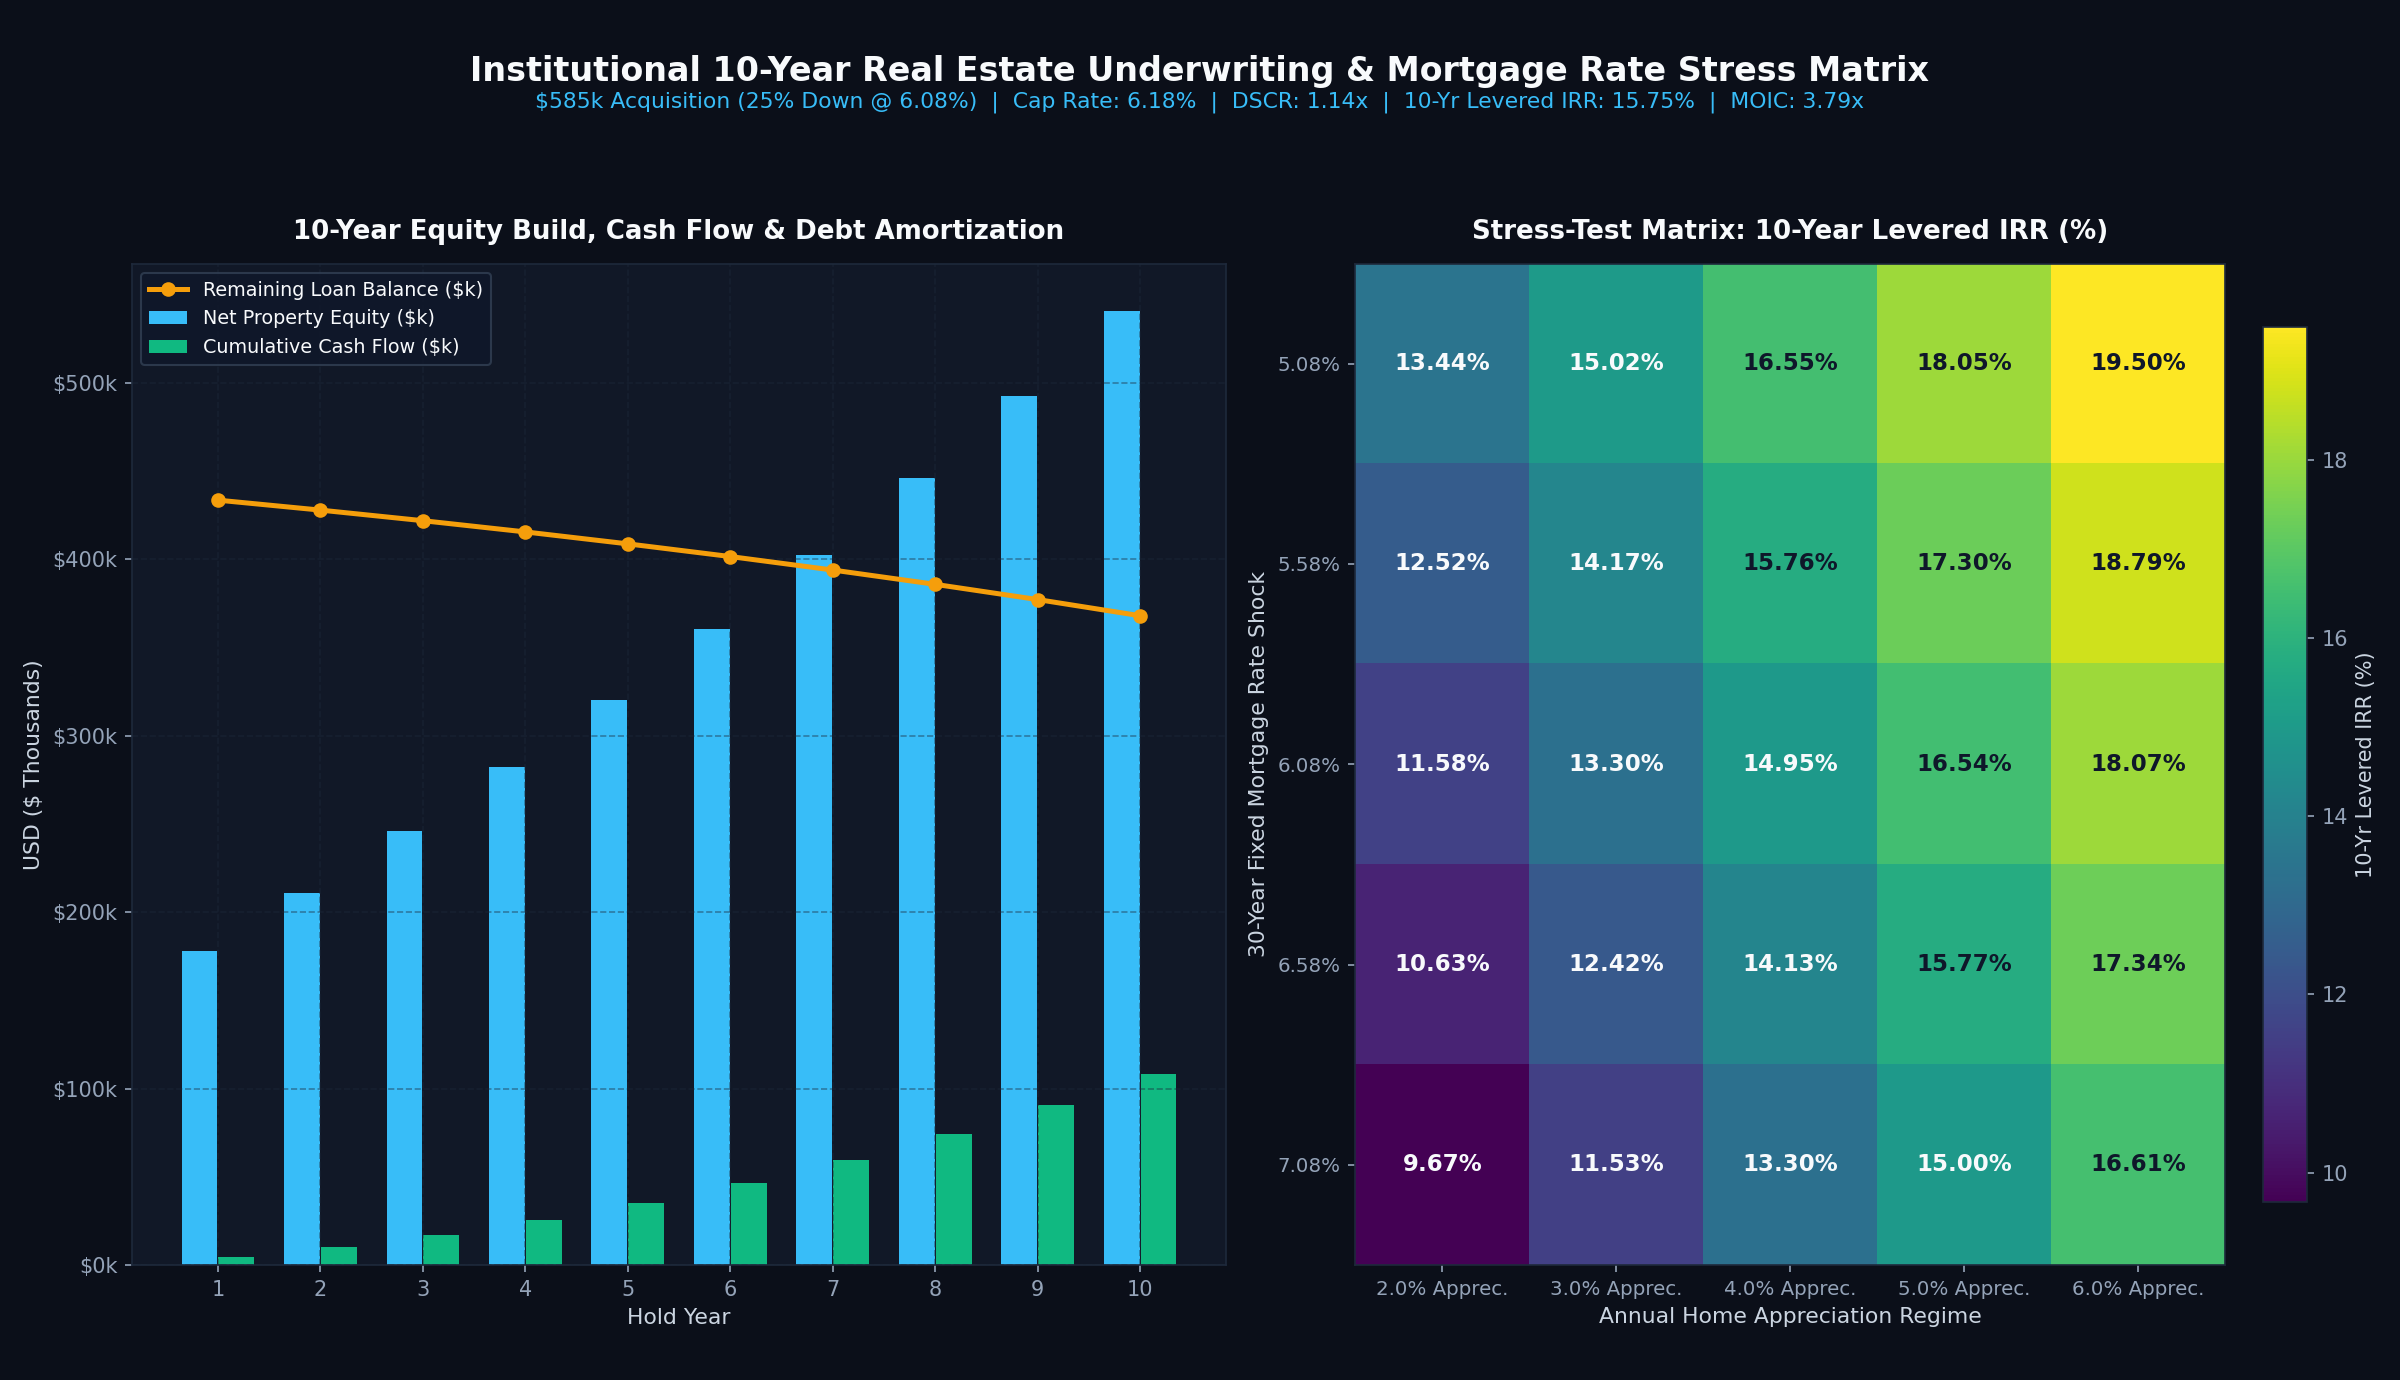 Institutional 10-Year Real Estate Underwriting & Mortgage Rate Stress Matrix
$585k Acquisition (25% Down @ 6.08%) | Cap Rate: 6.18% | DSCR: 1.14x | 10-Yr Levered IRR: 15.75% | MOIC: 3.79x
10-Year Equity Build, Cash Flow & Debt Amortization
Remaining Loan Balance ($k)
Net Property Equity ($k)
Cumulative Cash Flow ($k)
USD ($ Thousands)
$500k
$400k
$300k
$200k
$100k
$0k
1 2 3 4 5 6 7 8 9 10
Hold Year
Stress-Test Matrix: 10-Year Levered IRR (%)
30-Year Fixed Mortgage Rate Shock
5.08% 13.44% 15.02% 16.55% 18.05% 19.50%
5.58% 12.52% 14.17% 15.76% 17.30% 18.79%
6.08% 11.58% 13.30% 14.95% 16.54% 18.07%
6.58% 10.63% 12.42% 14.13% 15.77% 17.34%
7.08% 9.67% 11.53% 13.30% 15.00% 16.61%
2.0% Apprec. 3.0% Apprec. 4.0% Apprec. 5.0% Apprec. 6.0% Apprec.
Annual Home Appreciation Regime
18
16
14
12
10
10-Yr Levered IRR (%)